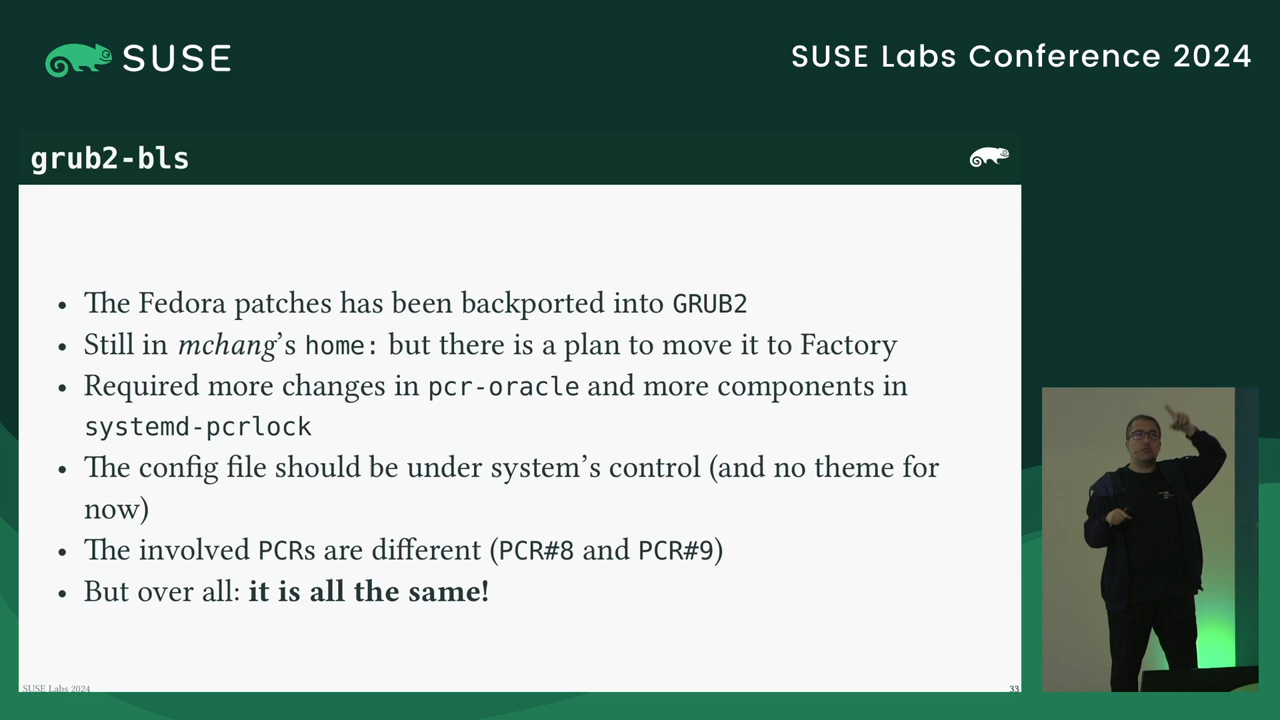 SUSE
SUSE Labs Conference 2024
grub2-bls
• The Fedora patches has been backported into GRUB2
• Still in mchang’s home: but there is a plan to move it to Factory
• Required more changes in pcr-oracle and more components in
systemd-pcrlock
• The config file should be under system’s control (and no theme for
now)
• The involved PCRs are different (PCR#8 and PCR#9)
• But over all: it is all the same!
SUSE Labs 2024
33